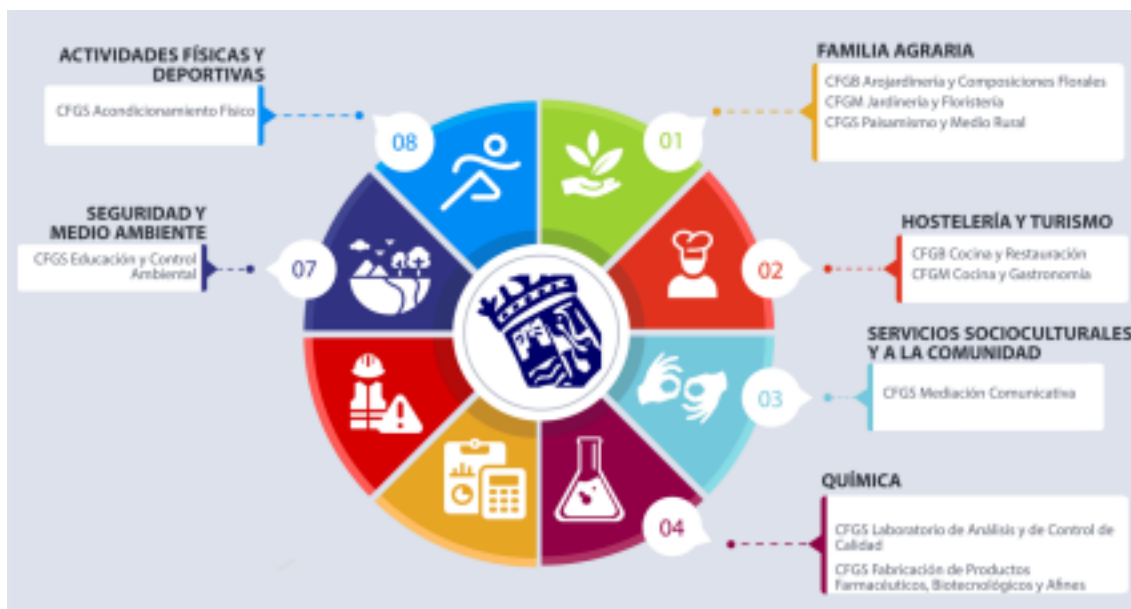 ACTIVIDADES FÍSICAS Y
DEPORTIVAS
CFGS Acondicionamiento Físico
08
FAMILIA AGRARIA
CFGB Arojardinería y Composiciones Florales
CFGM Jardinería y Floristería
CFGS Paisamismo y Medio Rural
01
SEGURIDAD Y
MEDIO AMBIENTE
CFGS Educación y Control
Ambiental
07
HOSTELERÍA Y TURISMO
CFGB Cocina y Restauración
CFGM Cocina y Gastronomía
02
SERVICIOS SOCIOCULTURALES
Y A LA COMUNIDAD
CFGS Mediación Comunicativa
03
QUÍMICA
CFGS Laboratorio de Análisis y de Control de
Calidad
CFGS Fabricación de Productos
Farmacéuticos, Biotecnológicos y Afines
04